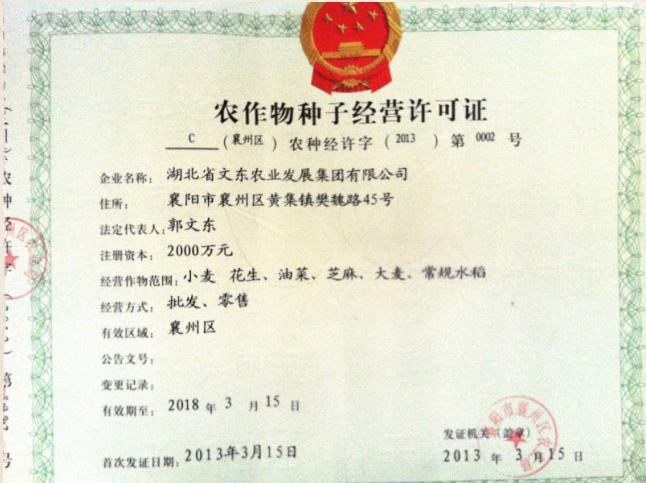 农作物种子经营许可证
C (襄州区) 农种经许字 (2013) 第 0002 号
企业名称: 湖北省文东农业发展集团有限公司
住所: 襄阳市襄州区黄集镇樊魏路45号
法定代表人: 郭文东
注册资本: 2000万元
经营作物范围: 小麦 花生、油菜、芝麻、大麦、常规水稻
经营方式: 批发、零售
有效区域: 襄州区
公告文号:
变更记录:
有效期至: 2018 年 3 月 15 日
发证机关 (盖章)
首次发证日期: 2013年3月15日
2013 年 3 月 15 日